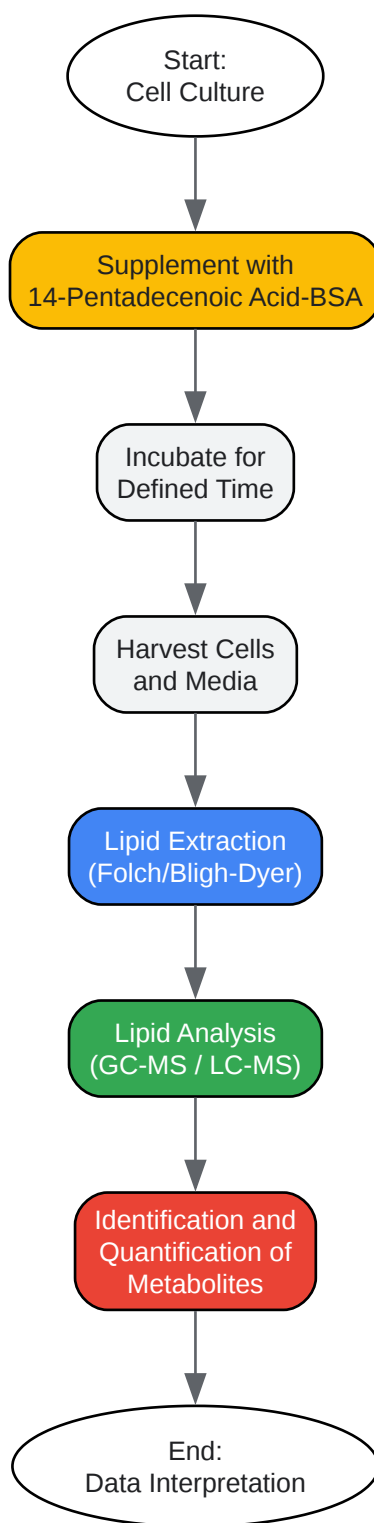 Start:
Cell Culture
Supplement with
14-Pentadecenoic Acid-BSA
Incubate for
Defined Time
Harvest Cells
and Media
Lipid Extraction
(Folch/Bligh-Dyer)
Lipid Analysis
(GC-MS / LC-MS)
Identification and
Quantification of
Metabolites
End:
Data Interpretation